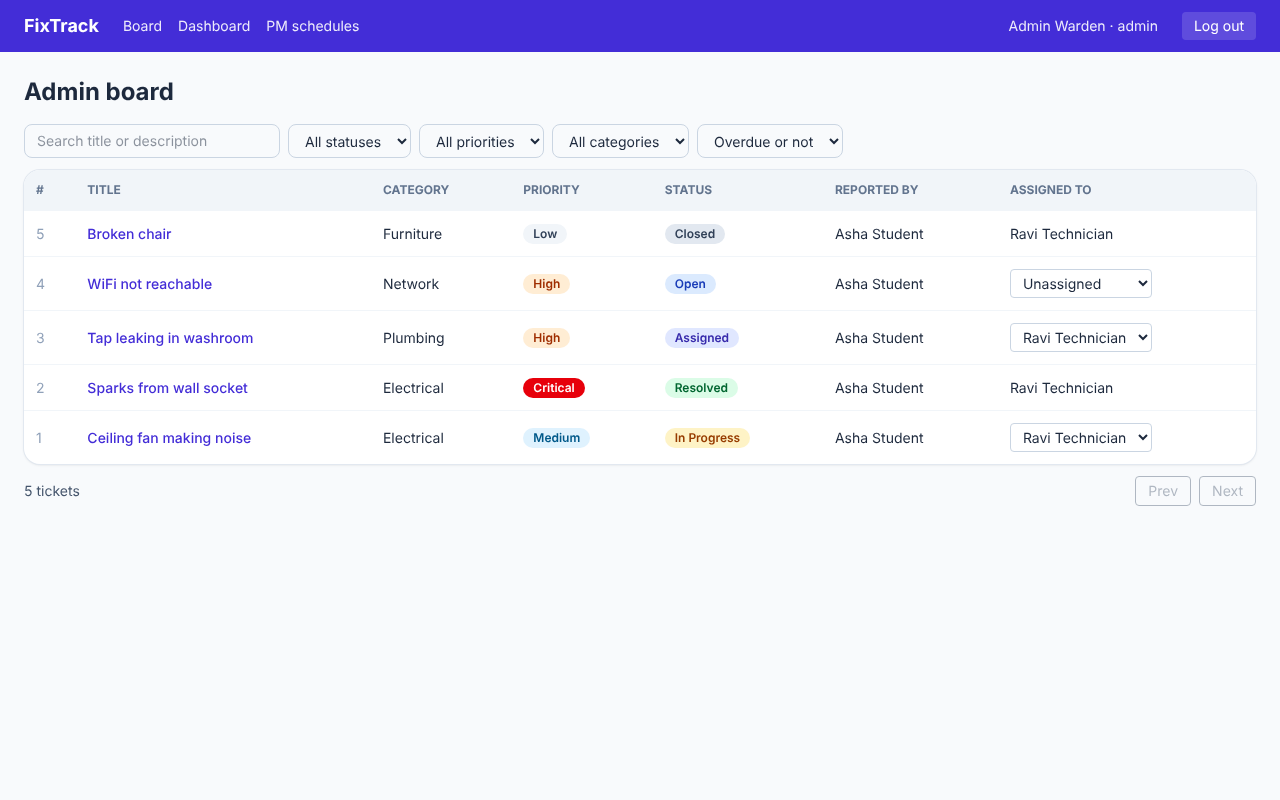 FixTrack Board Dashboard PM schedules Admin Warden · admin Log out
Admin board
Search title or description All statuses All priorities All categories Overdue or not
# TITLE CATEGORY PRIORITY STATUS REPORTED BY ASSIGNED TO
5 Broken chair Furniture Low Closed Asha Student Ravi Technician
4 WiFi not reachable Network High Open Asha Student Unassigned
3 Tap leaking in washroom Plumbing High Assigned Asha Student Ravi Technician
2 Sparks from wall socket Electrical Critical Resolved Asha Student Ravi Technician
1 Ceiling fan making noise Electrical Medium In Progress Asha Student Ravi Technician
5 tickets Prev Next